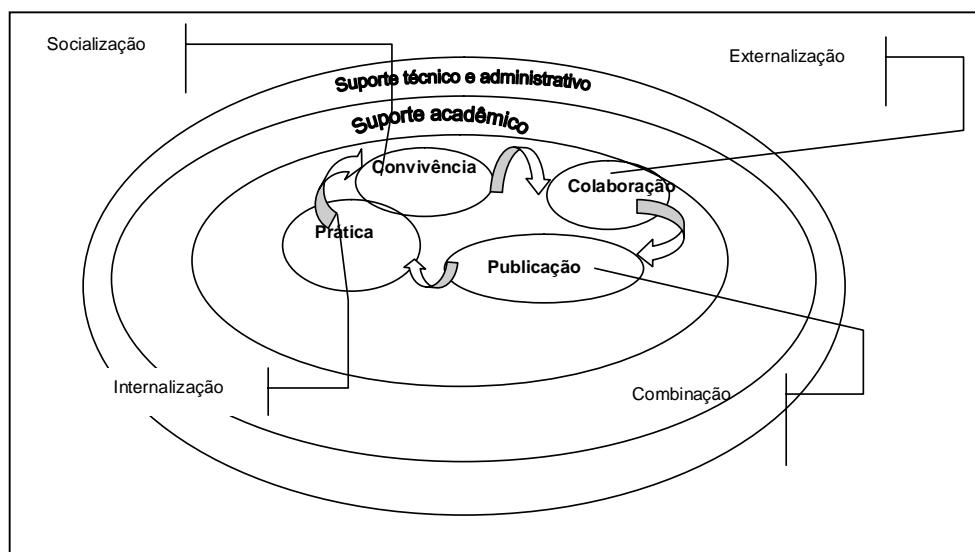 Socialização
Externalização
Suporte técnico e administrativo
Suporte acadêmico
Convivência
Colaboração
Prática
Publicação
Internalização
Combinação